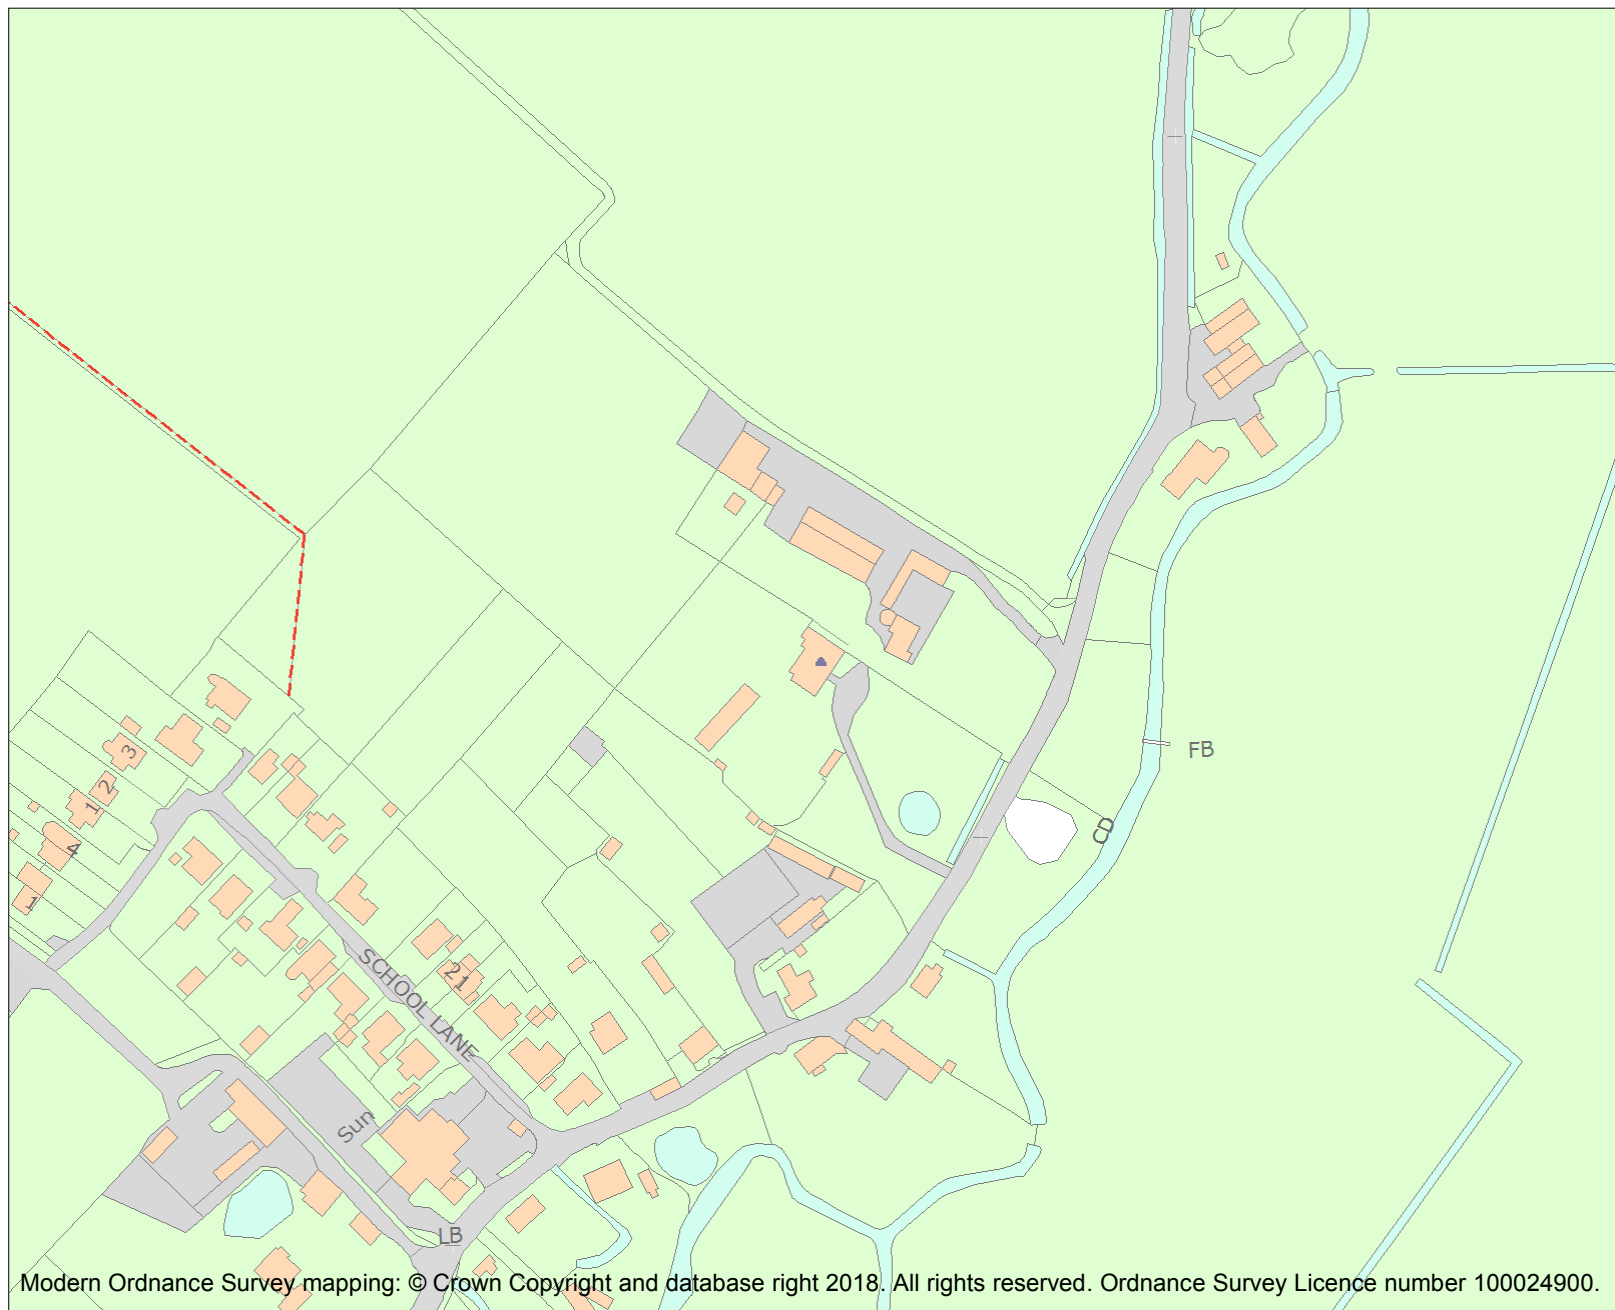 FB
3
2
1
CD
4
1
SCHOOL LANE
21
Sun
LB
Modern Ordnance Survey mapping: © Crown Copyright and database right 2018. All rights reserved. Ordnance Survey Licence number 100024900.